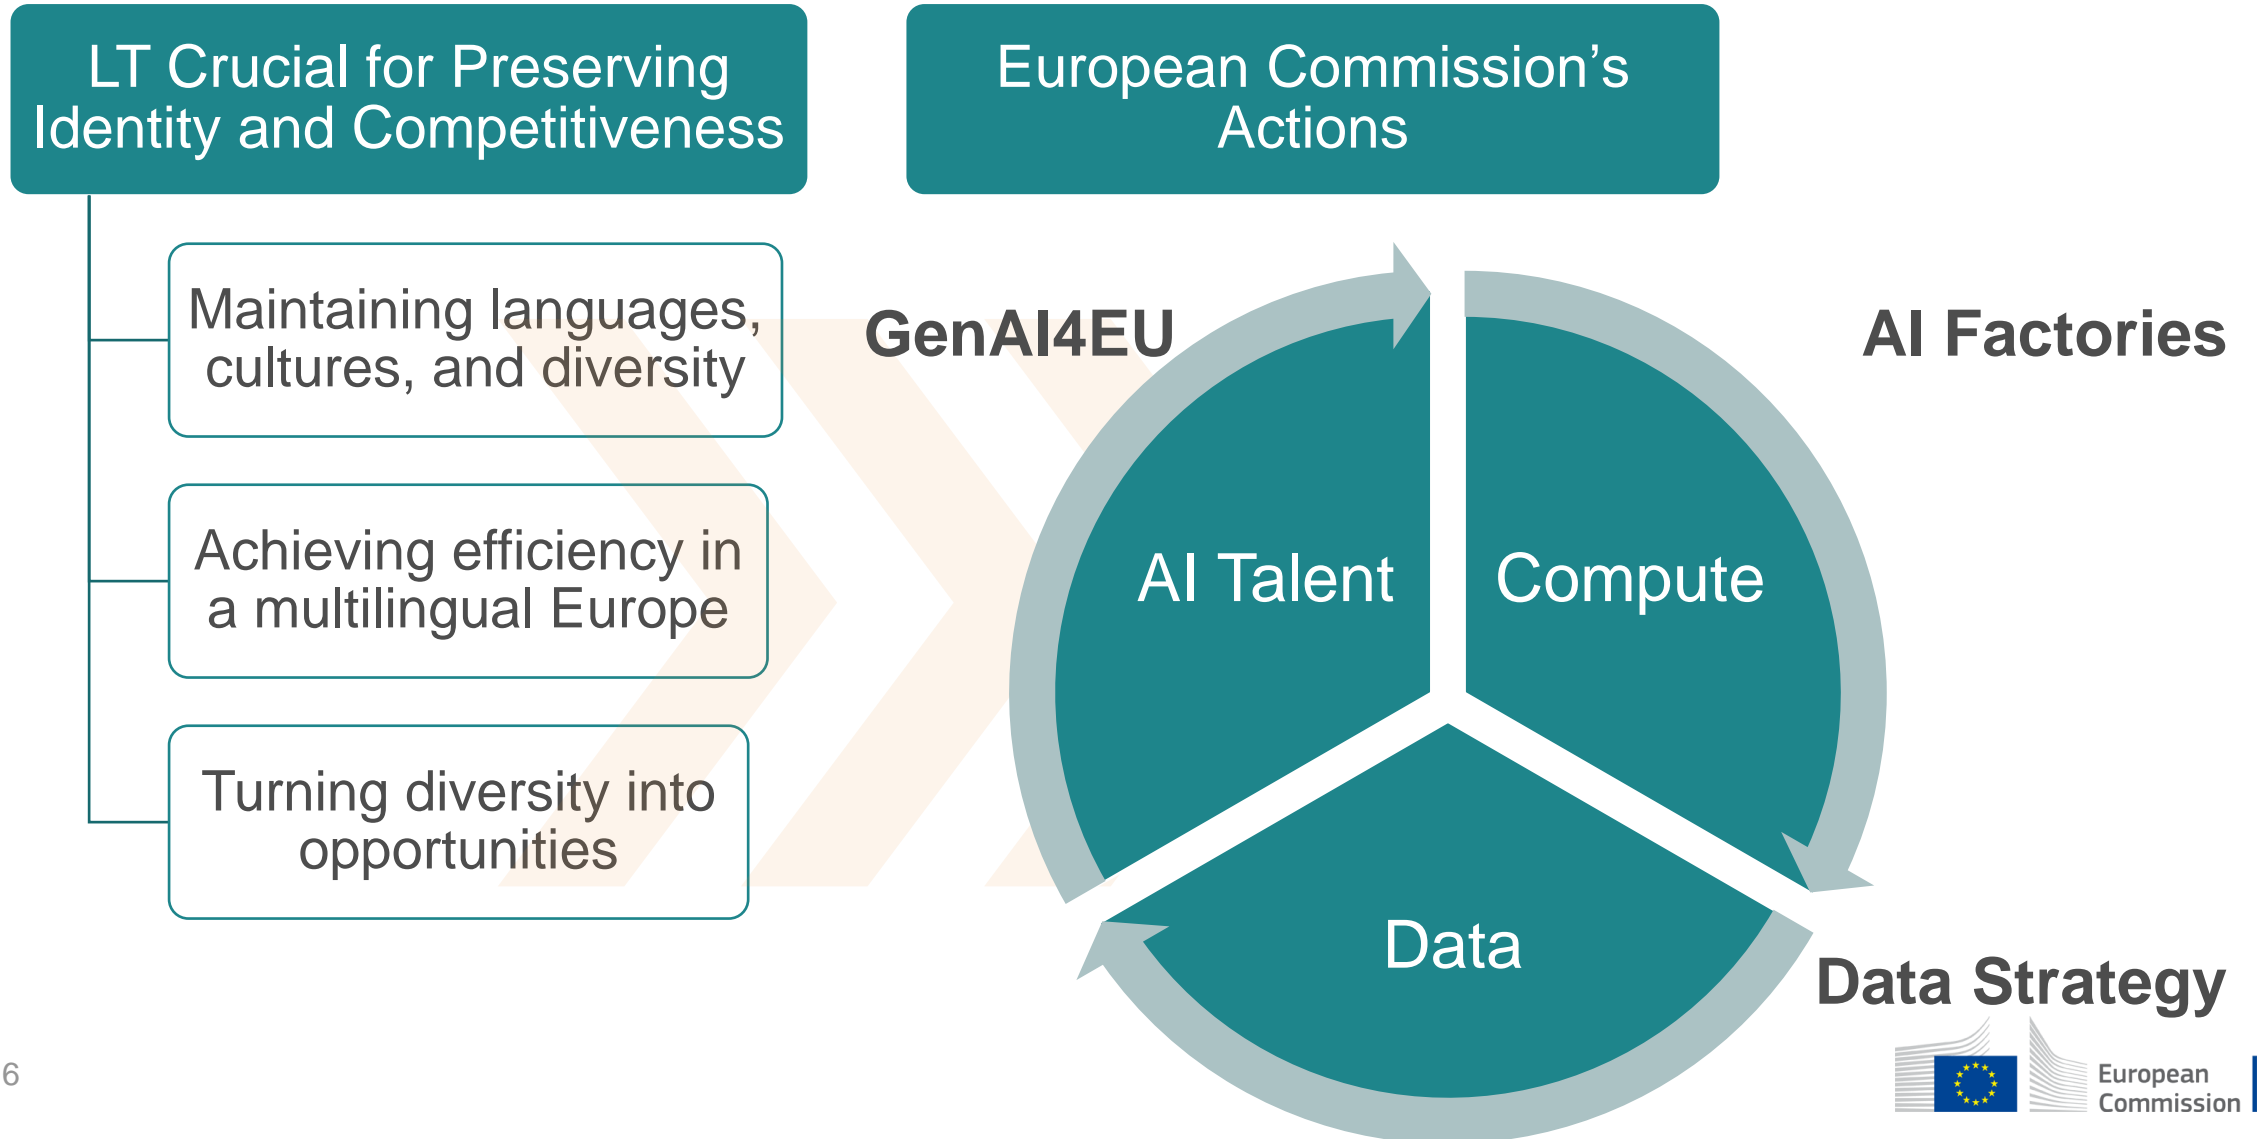 LT Crucial for Preserving
Identity and Competitiveness
Maintaining languages,
cultures, and diversity
Achieving efficiency in
a multilingual Europe
Turning diversity into
opportunities
European Commission’s
Actions
GenAI4EU
AI Factories
AI Talent
Compute
Data
Data Strategy
6
European
Commission